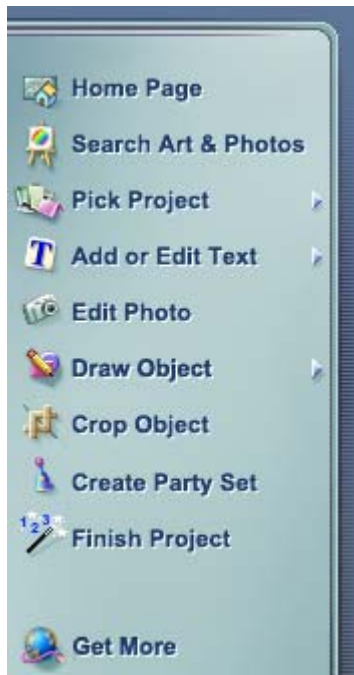 Home Page
Search Art & Photos
Pick Project
Add or Edit Text
Edit Photo
Draw Object
Crop Object
Create Party Set
Finish Project
Get More